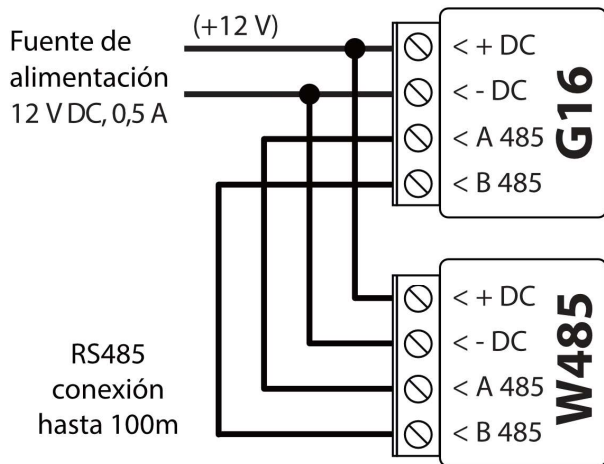 Fuente de
alimentación
12 V DC, 0,5 A
(+12 V)
< + DC
< - DC
< A 485
< B 485
G16
< + DC
< - DC
< A 485
< B 485
W485
RS485
conexión
hasta 100m